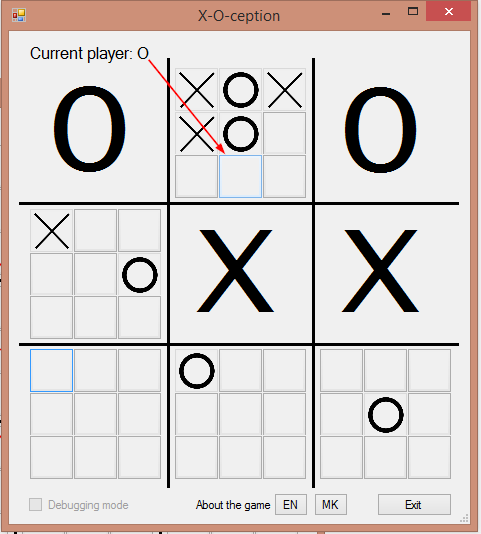 X-O-ception
Current player: O
O
X O X
O
X O
X
X X
O
O
O
Debugging mode
About the game
EN
MK
Exit